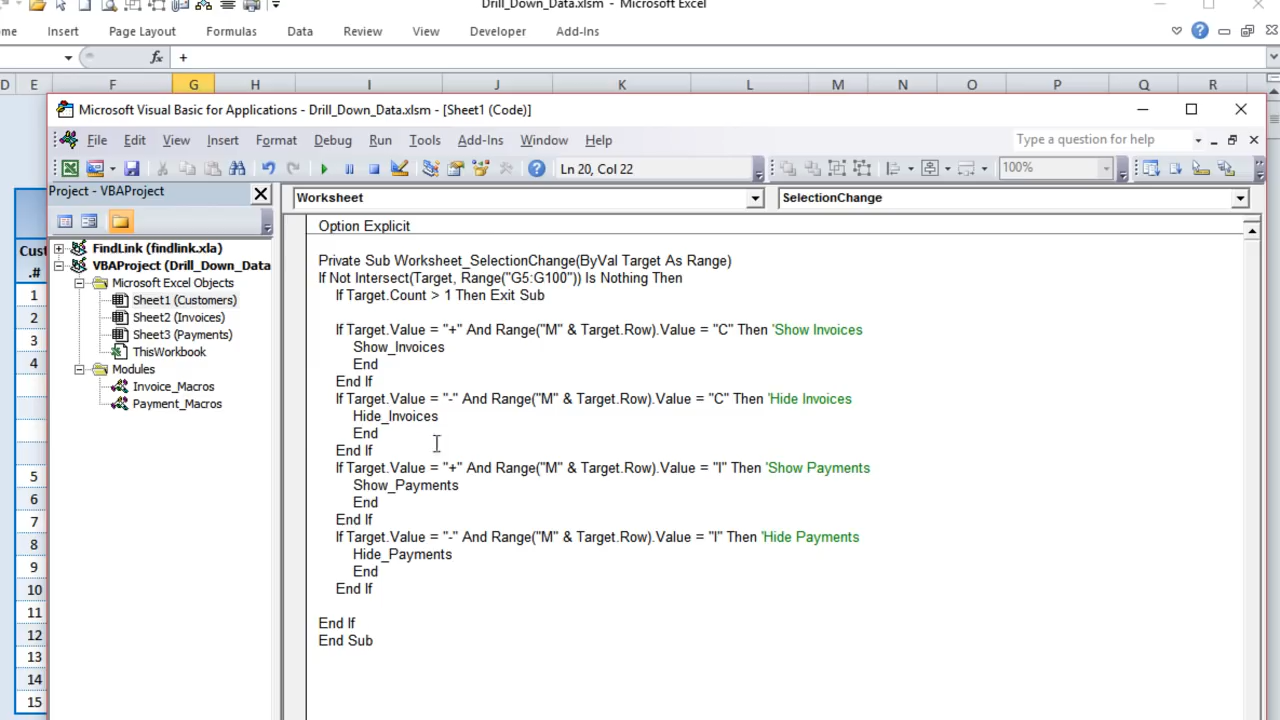 Drill_Down_Data.xlsm - Microsoft Excel
me Insert Page Layout Formulas Data Review View Developer Add-Ins
fx +
D E F G H I J K L M N O P Q R
Microsoft Visual Basic for Applications - Drill_Down_Data.xlsm - [Sheet1 (Code)]
File Edit View Insert Format Debug Run Tools Add-Ins Window Help Type a question for help
Ln 20, Col 22 100%
Project - VBAProject
Worksheet SelectionChange
FindLink (findlink.xla)
VBAProject (Drill_Down_Data
Microsoft Excel Objects
Sheet1 (Customers)
Sheet2 (Invoices)
Sheet3 (Payments)
ThisWorkbook
Modules
Invoice_Macros
Payment_Macros
Cust
.#
1
2
3
4
5
6
7
8
9
10
11
12
13
14
15
Option Explicit
Private Sub Worksheet_SelectionChange(ByVal Target As Range)
If Not Intersect(Target, Range("G5:G100")) Is Nothing Then
If Target.Count > 1 Then Exit Sub
If Target.Value = "+" And Range("M" & Target.Row).Value = "C" Then 'Show Invoices
Show_Invoices
End
End If
If Target.Value = "-" And Range("M" & Target.Row).Value = "C" Then 'Hide Invoices
Hide_Invoices
End
End If
If Target.Value = "+" And Range("M" & Target.Row).Value = "I" Then 'Show Payments
Show_Payments
End
End If
If Target.Value = "-" And Range("M" & Target.Row).Value = "I" Then 'Hide Payments
Hide_Payments
End
End If
End If
End Sub